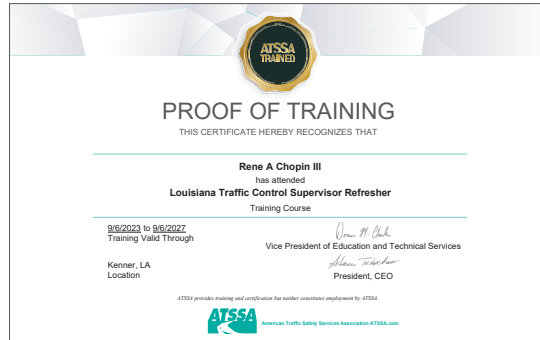 ATSSA
TRAINED
PROOF OF TRAINING
THIS CERTIFICATE HEREBY RECOGNIZES THAT
Rene A Chopin III
has attended
Louisiana Traffic Control Supervisor Refresher
Training Course
9/6/2023 to 9/6/2027
Training Valid Through
Vice President of Education and Technical Services
Kenner, LA
Location
President, CEO
ATSSA provides training and certification but neither constitutes employment by ATSSA
ATSSA
American Traffic Safety Services Association ATSSA.com